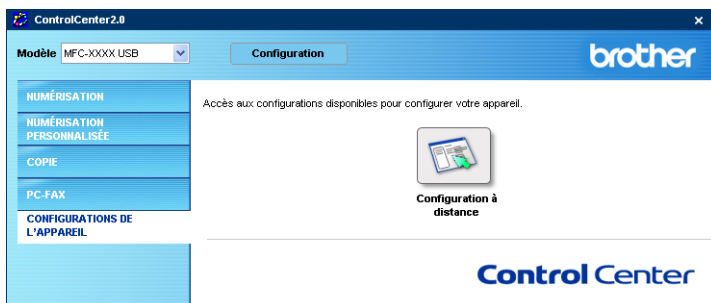 ControlCenter2.0
Modèle MFC-XXXX USB
Configuration
brother
NUMÉRISATION
NUMÉRISATION
PERSONNALISÉE
COPIE
PC-FAX
CONFIGURATIONS DE
L'APPAREIL
Accès aux configurations disponibles pour configurer votre appareil.
Configuration à
distance
Control Center